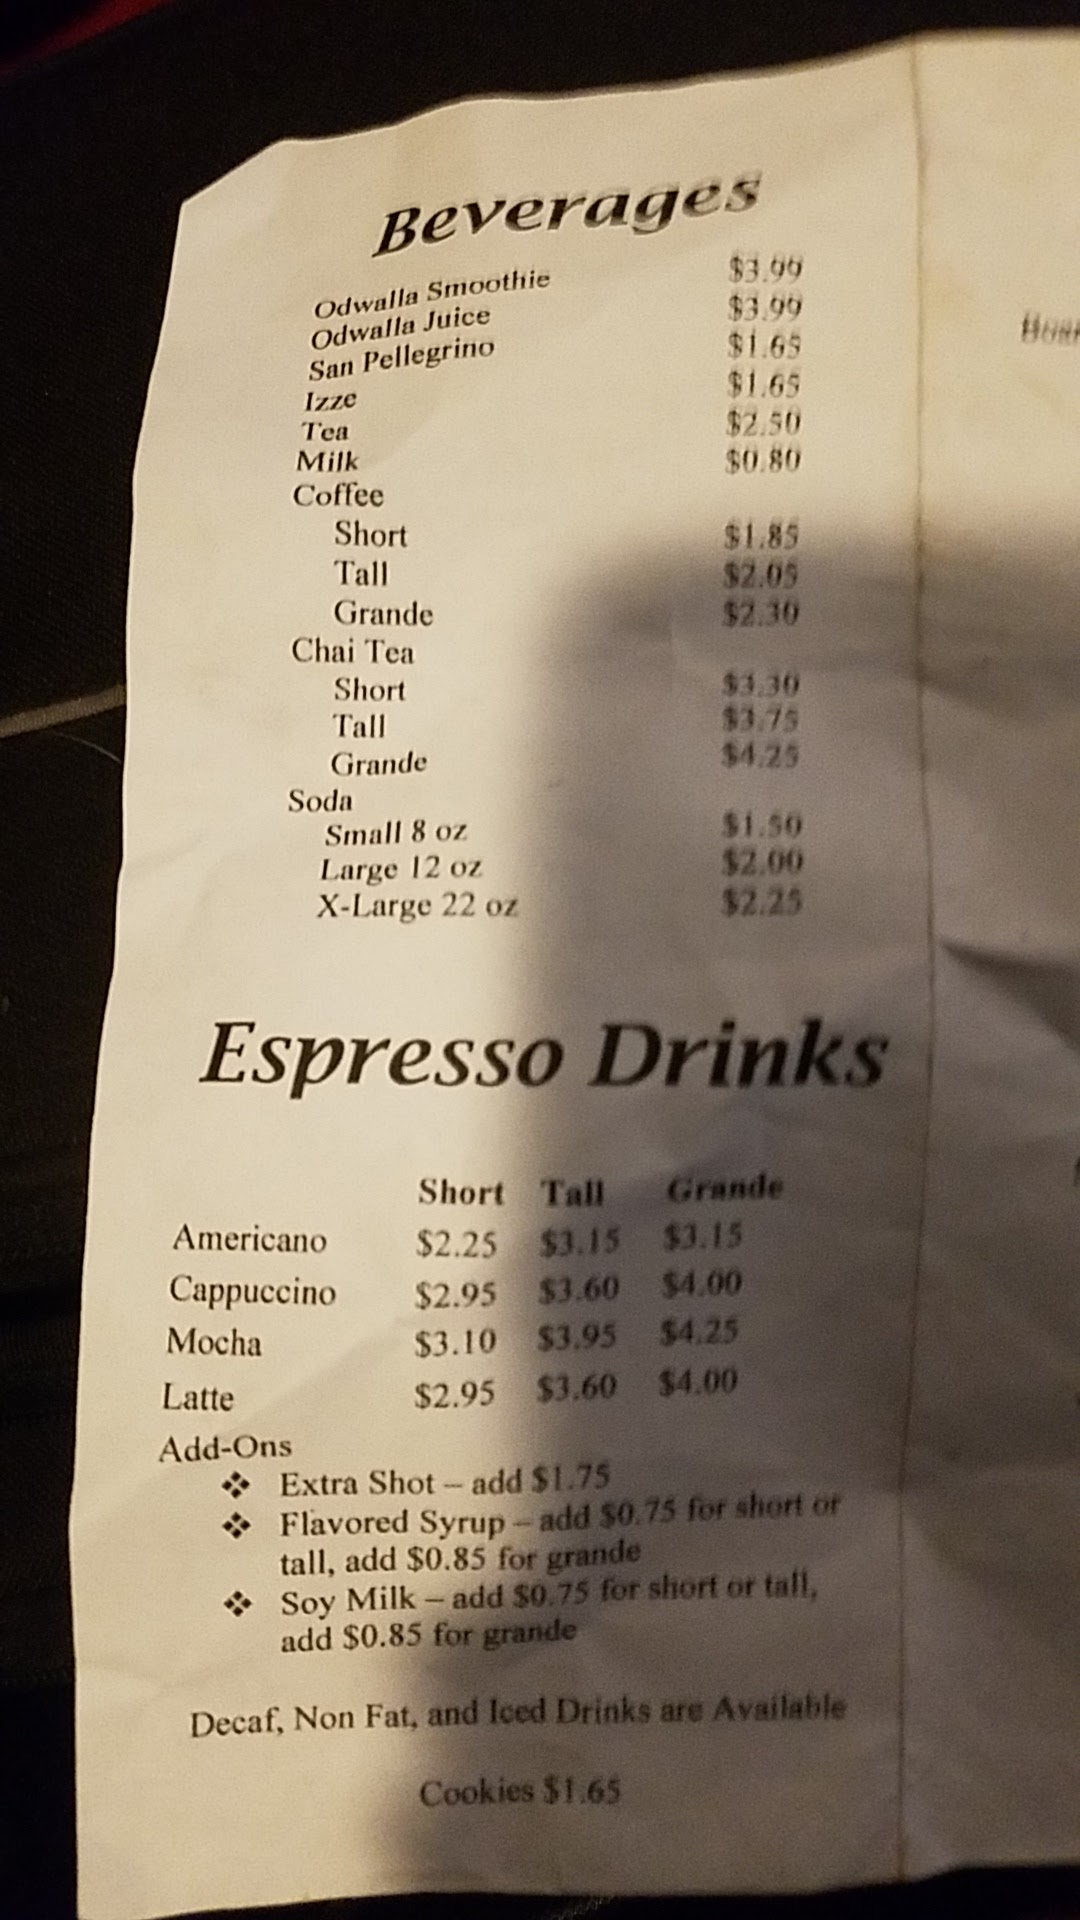 Beverages
Odwalla Smoothie $3.99
Odwalla Juice $3.99
San Pellegrino $1.65
Izze $1.65
Tea $2.50
Milk $0.80
Coffee
Short $1.85
Tall $2.05
Grande $2.30
Chai Tea
Short $3.30
Tall $3.75
Grande $4.25
Soda
Small 8 oz $1.50
Large 12 oz $2.00
X-Large 22 oz $2.25
Espresso Drinks
Short Tall Grande
Americano $2.25 $3.15 $3.15
Cappuccino $2.95 $3.60 $4.00
Mocha $3.10 $3.95 $4.25
Latte $2.95 $3.60 $4.00
Add-Ons
❖ Extra Shot – add $1.75
❖ Flavored Syrup – add $0.75 for short or
tall, add $0.85 for grande
❖ Soy Milk – add $0.75 for short or tall,
add $0.85 for grande
Decaf, Non Fat, and Iced Drinks are Available
Cookies $1.65